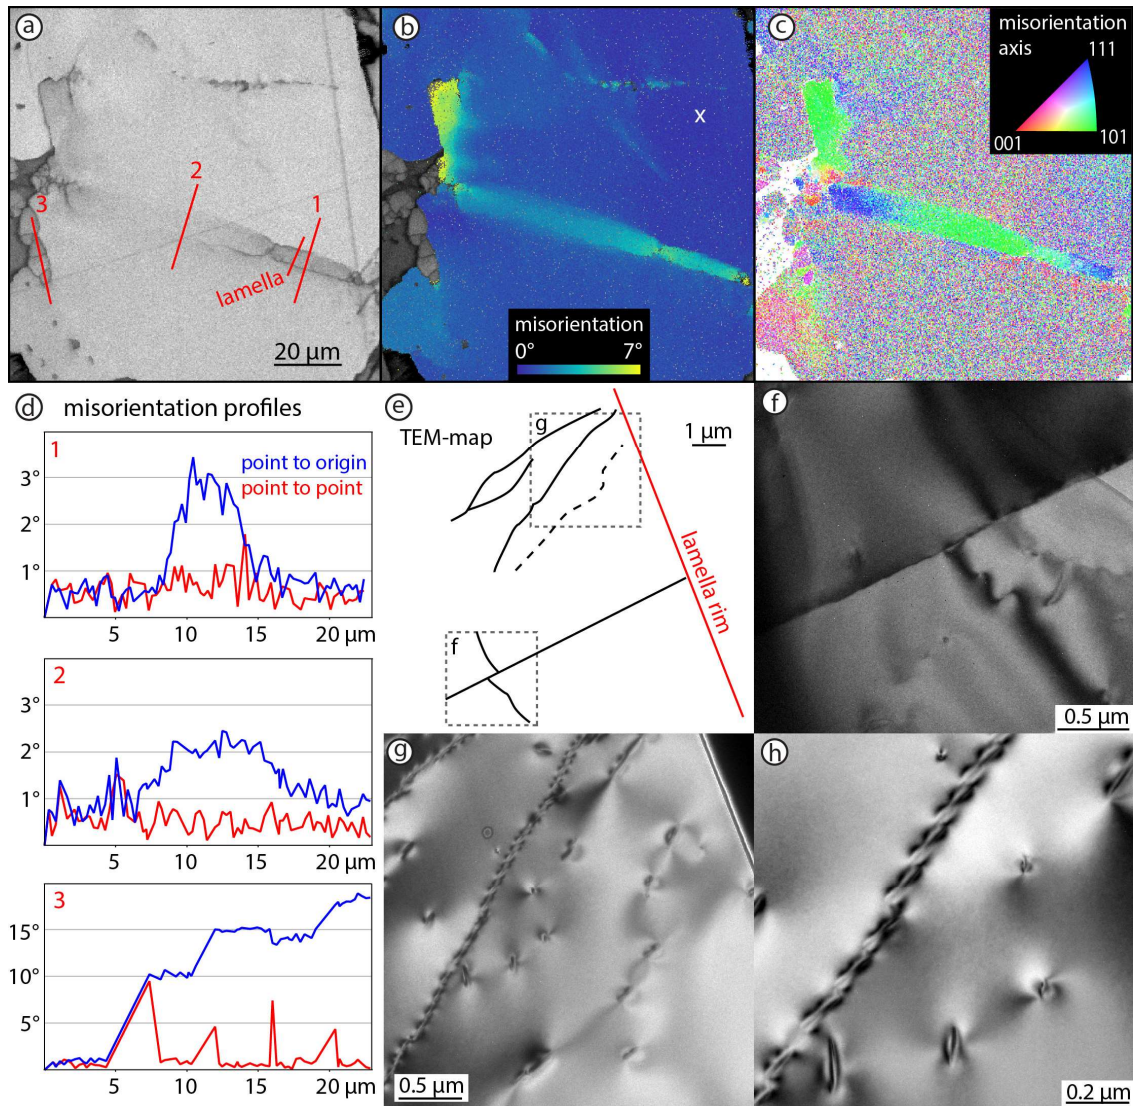 a
2
3
1
lamella
20 µm
b
x
misorientation
0° 7°
c
misorientation
axis
111
001
101
d misorientation profiles
1
3°
2°
1°
point to origin
point to point
5 10 15 20 µm
2
3°
2°
1°
5 10 15 20 µm
3
15°
10°
5°
5 10 15 20 µm
e
TEM-map
g
1 µm
lamella rim
f
f
0.5 µm
g
0.5 µm
h
0.2 µm